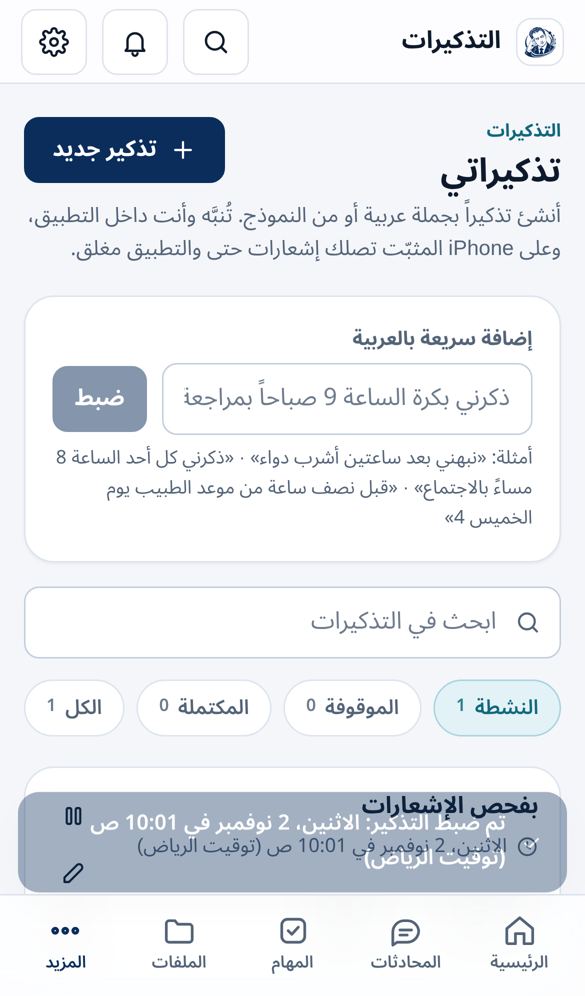 التذكيرات
التذكيرات
تذكيراتي
+ تذكير جديد
أنشئ تذكيراً بجملة عربية أو من النموذج. تُنبَّه وأنت داخل التطبيق،
وعلى iPhone المثبّت تصلك إشعارات حتى والتطبيق مغلق.
إضافة سريعة بالعربية
ذكرني بكرة الساعة 9 صباحاً بمراجعة
ضبط
أمثلة: «نبهني بعد ساعتين أشرب دواء» · «ذكرني كل أحد الساعة 8
مساءً بالاجتماع» · «قبل نصف ساعة من موعد الطبيب يوم
الخميس 4»
ابحث في التذكيرات
النشطة 1
الموقوفة 0
المكتملة 0
الكل 1
بفحص الإشعارات
تم ضبط التذكير: الاثنين، 2 نوفمبر في 10:01 ص
(توقيت الرياض)
الاثنين، 2 نوفمبر في 10:01 ص (توقيت الرياض)
الرئيسية
المحادثات
المهام
الملفات
المزيد